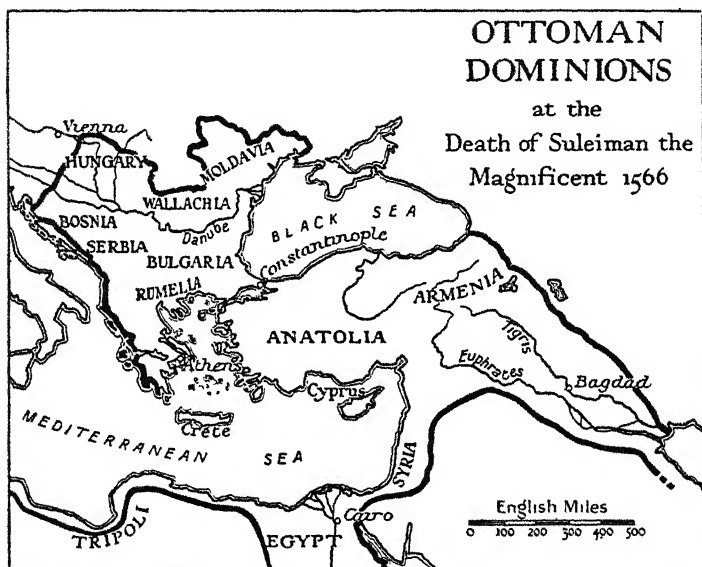 OTTOMAN
DOMINIONS
at the
Death of Suleiman the
Magnificent 1566
Vienna
HUNGARY
MOLDAVIA
WALLACHIA
BOSNIA
SERBIA
Danube
BLACK SEA
Constantinople
BULGARIA
RUMELIA
ARMENIA
ANATOLIA
Tigris
Euphrates
Bagdad
Athens
Cyprus
Crete
MEDITERRANEAN SEA
SYRIA
English Miles
0 100 200 300 400 500
Cairo
TRIPOLI
EGYPT